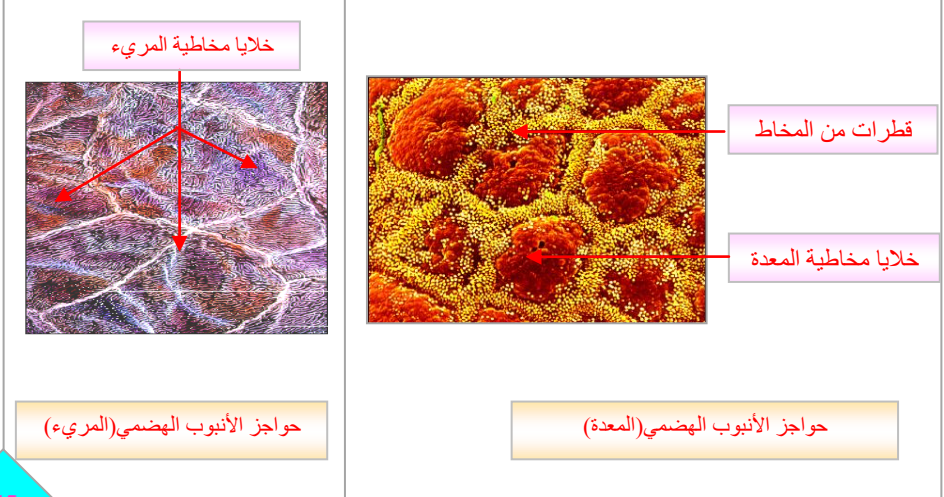 خلايا مخاطية المريء
قطرات من المخاط
خلايا مخاطية المعدة
حواجز الأنبوب الهضمي(المعدة)
حواجز الأنبوب الهضمي(المريء)